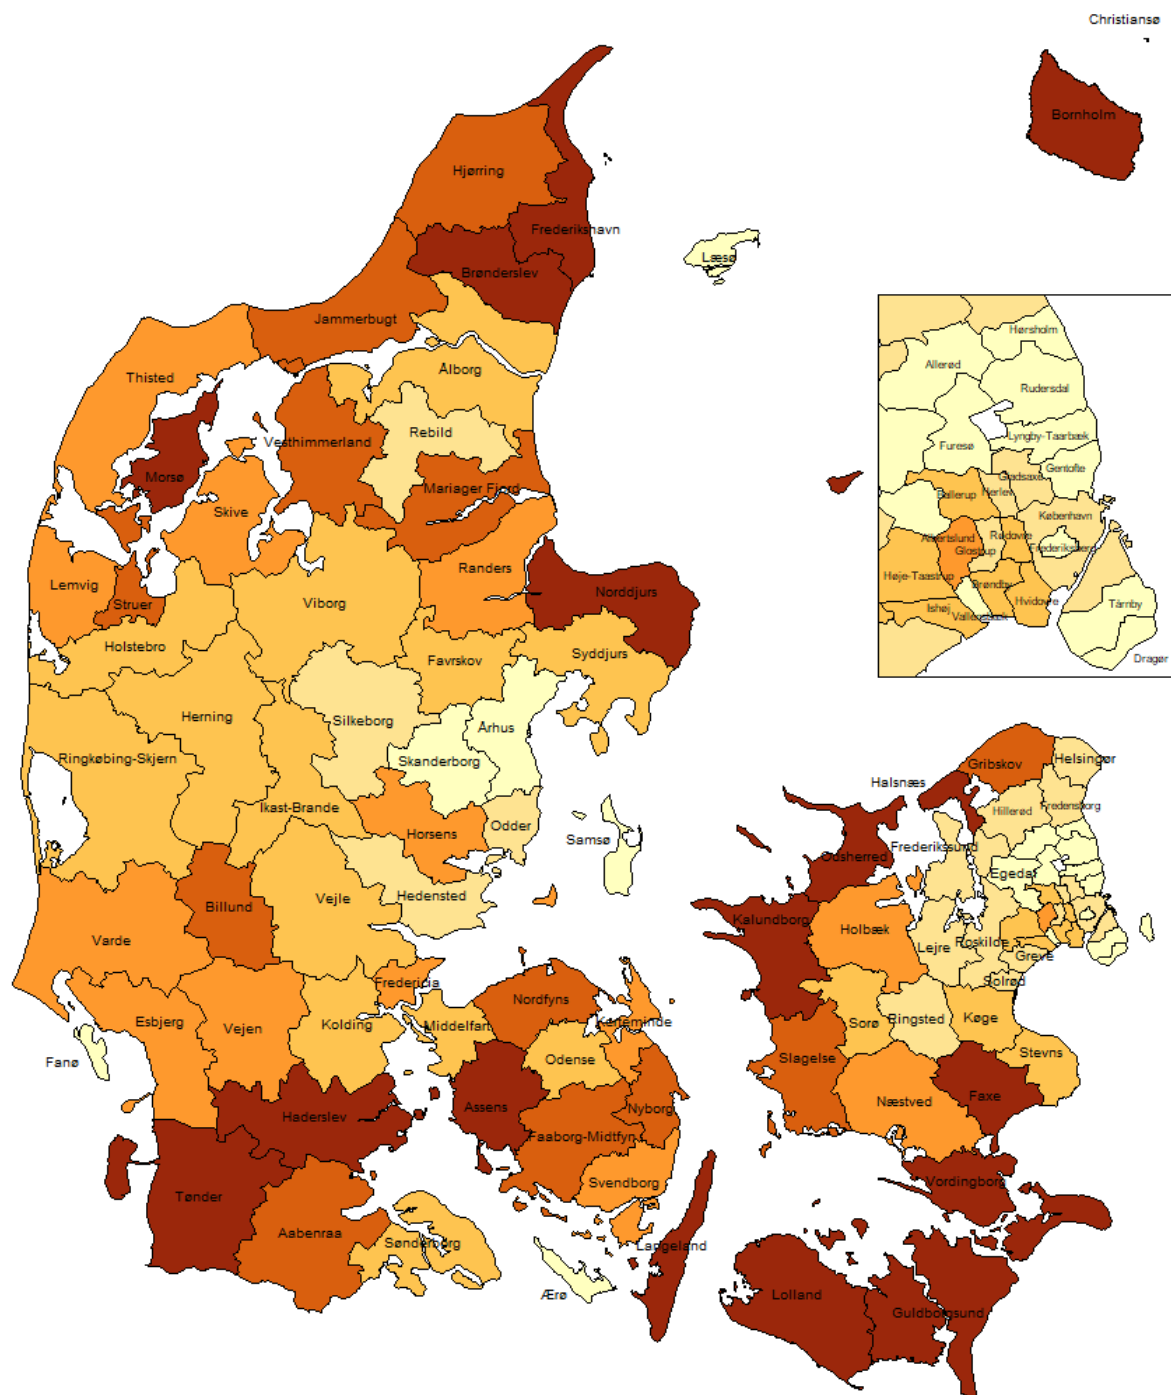 Christiansø
Bornholm
Hjørring
Frederikshavn
Læsø
Brønderslev
Jammerbugt
Hørsholm
Ålborg
Allerød
Thisted
Rudersdal
Rebild
Vesthimmerland
Lyngby-Taarbæk
Furesø
Gentofte
Morsø
Gladsaxe
Mariager Fjord
Herlev
Ballerup
Skive
København
Rødovre
Albertslund
Frederiksberg
Glostrup
Randers
Høje-Taastrup
Lemvig
Brøndby
Norddjurs
Viborg
Hvidovre
Struer
Ishøj
Tårnby
Vallensbæk
Holstebro
Favrskov
Syddjurs
Dragør
Herning
Silkeborg
Århus
Ringkøbing-Skjern
Skanderborg
Helsingør
Gribskov
Halsnæs
Ikast-Brande
Fredensborg
Hillerød
Horsens
Odder
Samsø
Frederikssund
Odsherred
Egedal
Hedensted
Vejle
Billund
Kalundborg
Holbæk
Varde
Roskilde
Lejre
Greve
Fredericia
Solrød
Nordfyns
Esbjerg
Vejen
Kolding
Middelfart
Kerteminde
Sorø
Ringsted
Køge
Stevns
Fanø
Odense
Slagelse
Faxe
Næstved
Assens
Nyborg
Haderslev
Faaborg-Midtfyn
Vordingborg
Svendborg
Tønder
Aabenraa
Sønderborg
Langeland
Ærø
Lolland
Guldborgsund